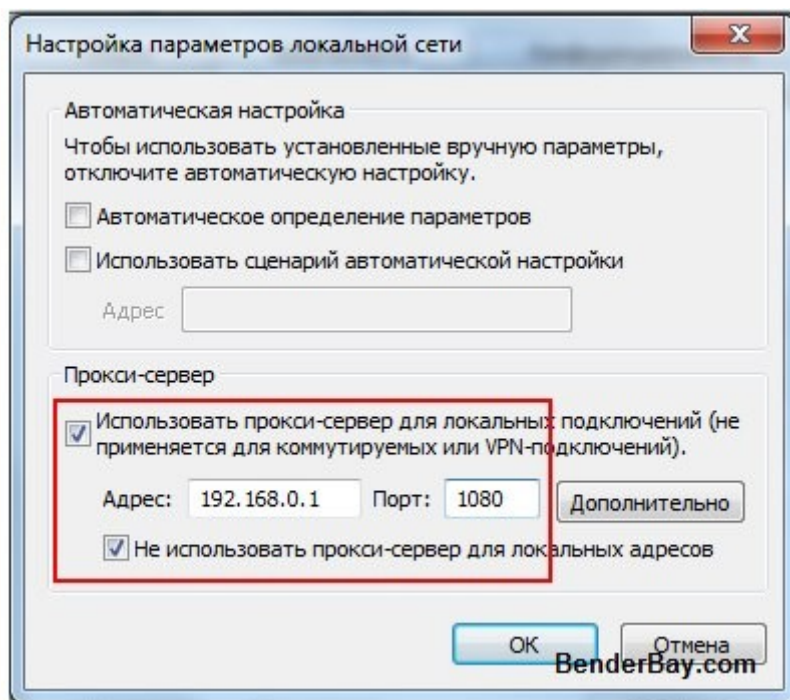 Настройка параметров локальной сети
Автоматическая настройка
Чтобы использовать установленные вручную параметры,
отключите автоматическую настройку.
Автоматическое определение параметров
Использовать сценарий автоматической настройки
Адрес
Прокси-сервер
Использовать прокси-сервер для локальных подключений (не
применяется для коммутируемых или VPN-подключений).
Адрес: 192.168.0.1 Порт: 1080 Дополнительно
Не использовать прокси-сервер для локальных адресов
OK Отмена
BenderBay.com